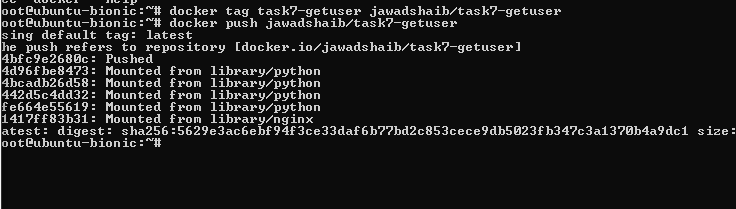 oot@ubuntu-bionic:~# docker tag task7-getuser jawadshaib/task7-getuser
oot@ubuntu-bionic:~# docker push jawadshaib/task7-getuser
sing default tag: latest
he push refers to repository [docker.io/jawadshaib/task7-getuser]
4bfc9e2680c: Pushed
4d96fbe8473: Mounted from library/python
4bcadb26d58: Mounted from library/python
442d5c4dd32: Mounted from library/python
fe664e55619: Mounted from library/python
1417ff83b31: Mounted from library/nginx
atest: digest: sha256:5629e3ac6ebf94f3ce33daf6b77bd2c853cece9db5023fb347c3a1370b4a9dc1 size:
oot@ubuntu-bionic:~#